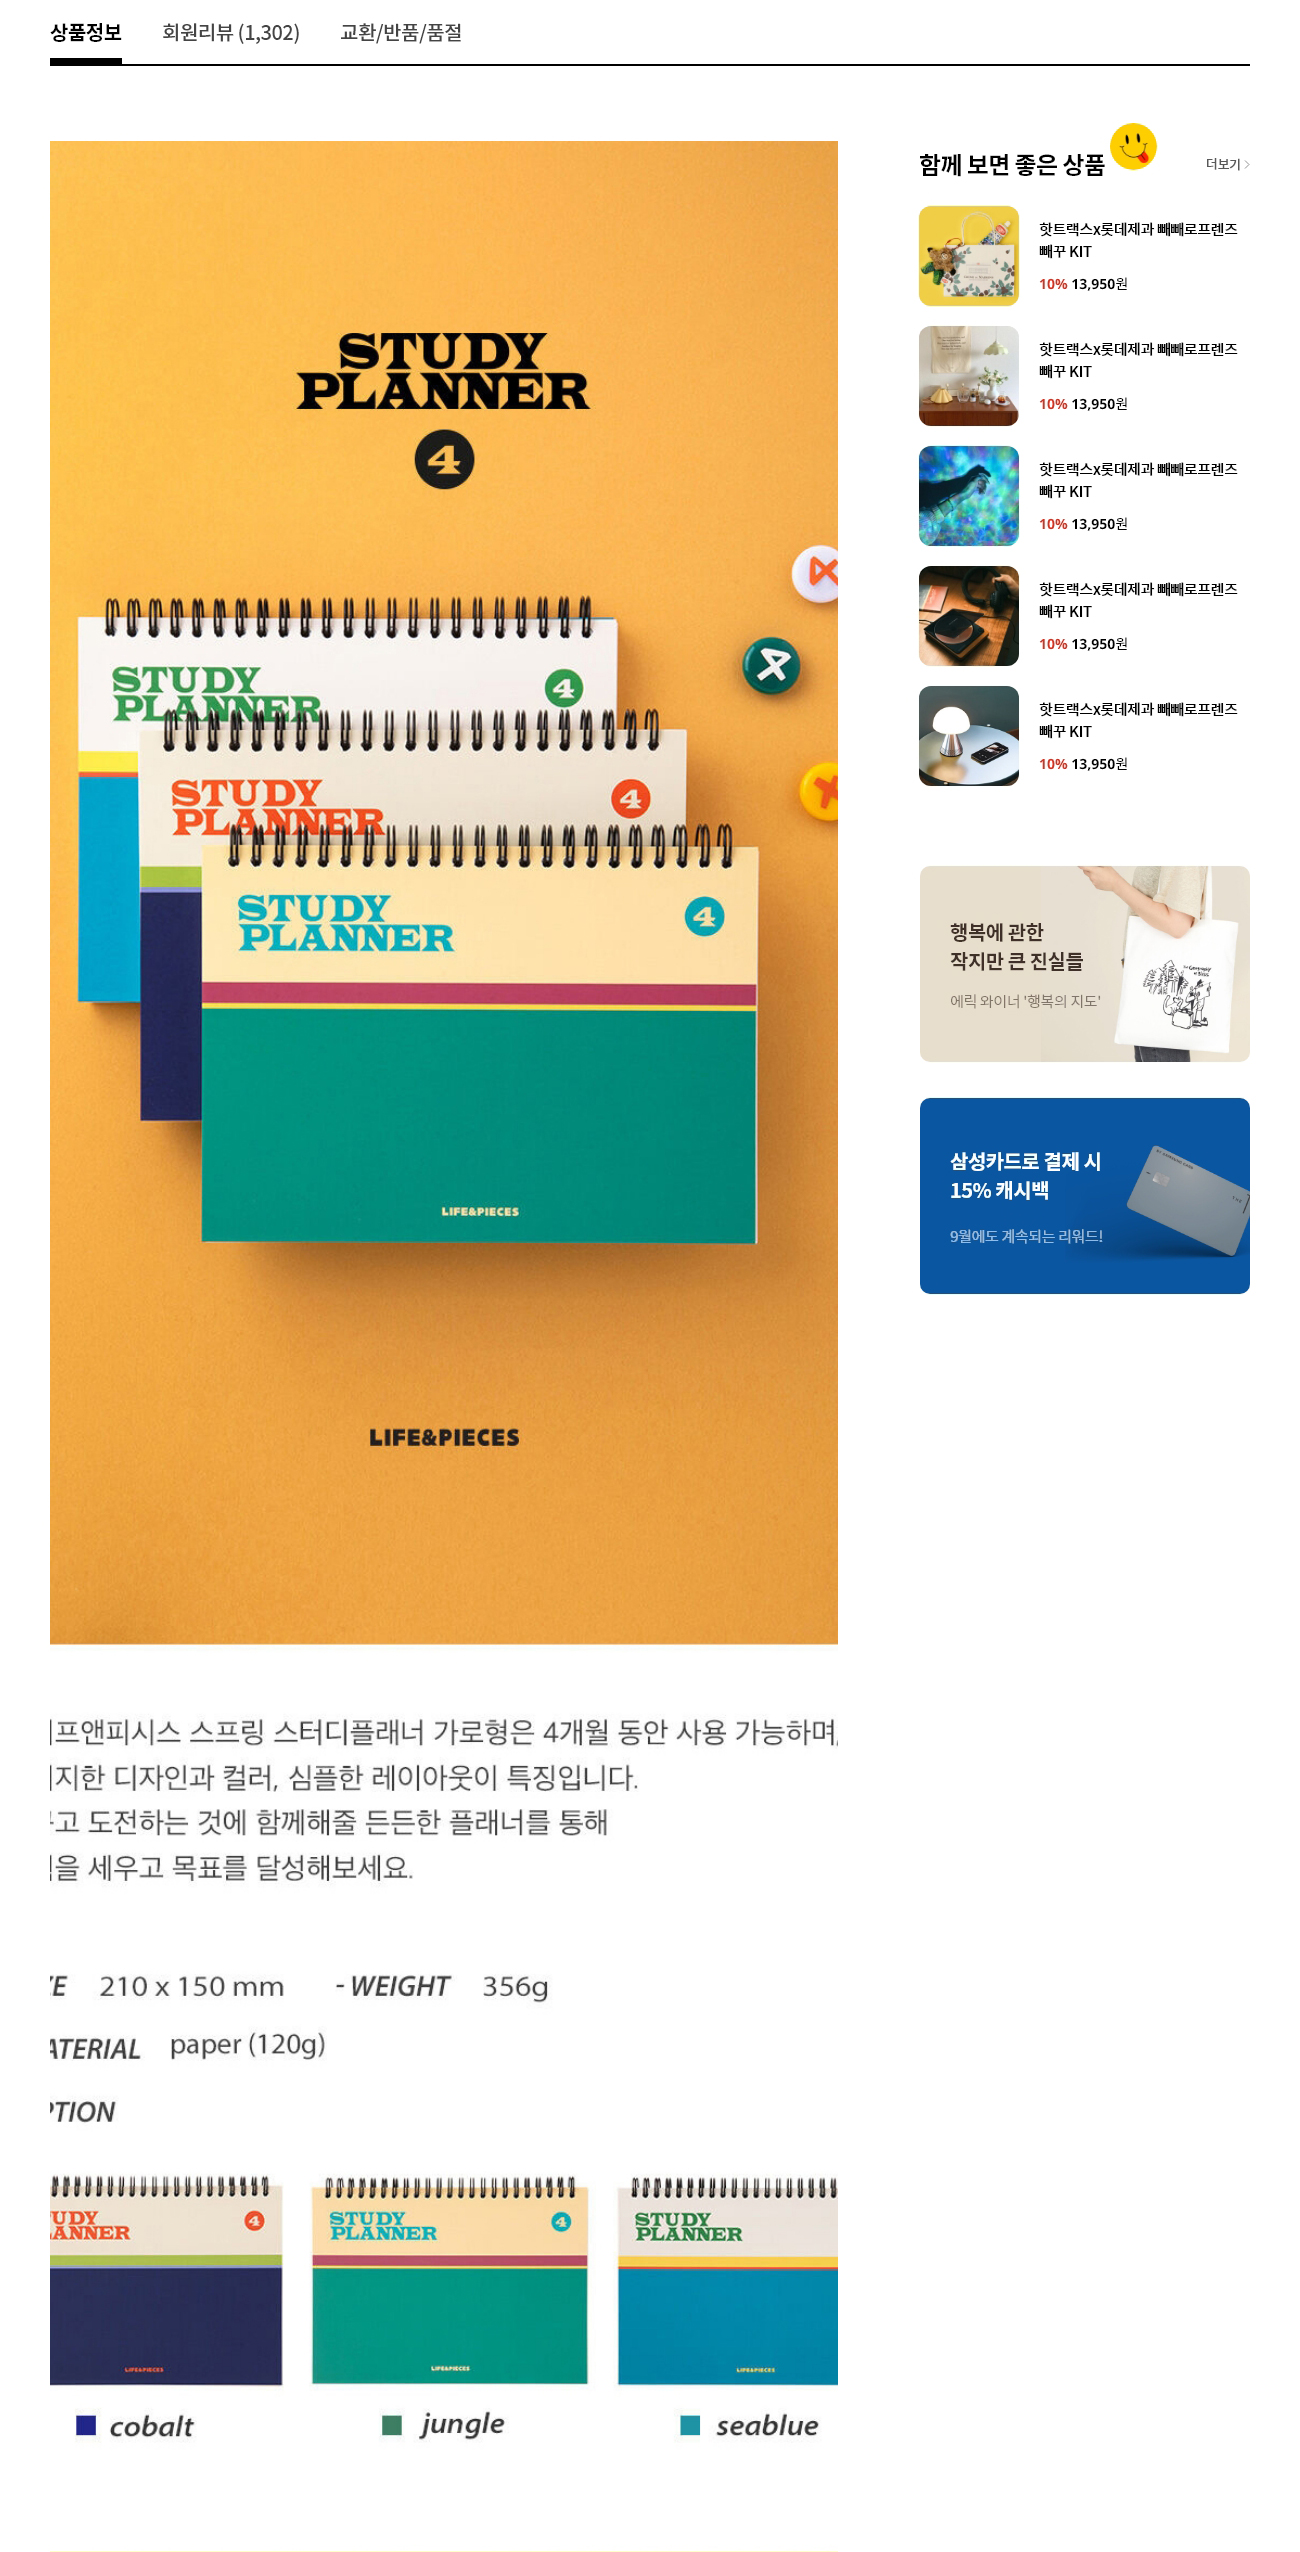 상품정보 회원리뷰 (1,302) 교환/반품/품절
STUDY
PLANNER
4
STUDY
PLANNER
4
STUDY
PLANNER
4
STUDY
PLANNER
4
LIFE&PIECES
LIFE&PIECES
프앤피시스 스프링 스터디플래너 가로형은 4개월 동안 사용 가능하며,
지한 디자인과 컬러, 심플한 레이아웃이 특징입니다.
고 도전하는 것에 함께해줄 든든한 플래너를 통해
을 세우고 목표를 달성해보세요.
ZE 210 x 150 mm - WEIGHT 356g
ATERIAL paper (120g)
PTION
UDY
LANNER
4
LIFE&PIECES
STUDY
PLANNER
4
LIFE&PIECES
STUDY
PLANNER
LIFE&PIECES
cobalt
jungle
seablue
함께 보면 좋은 상품
더보기
핫트랙스x롯데제과 빼빼로프렌즈
빼꾸 KIT
10% 13,950원
핫트랙스x롯데제과 빼빼로프렌즈
빼꾸 KIT
10% 13,950원
핫트랙스x롯데제과 빼빼로프렌즈
빼꾸 KIT
10% 13,950원
핫트랙스x롯데제과 빼빼로프렌즈
빼꾸 KIT
10% 13,950원
핫트랙스x롯데제과 빼빼로프렌즈
빼꾸 KIT
10% 13,950원
행복에 관한
작지만 큰 진실들
에릭 와이너 '행복의 지도'
삼성카드로 결제 시
15% 캐시백
9월에도 계속되는 리워드!